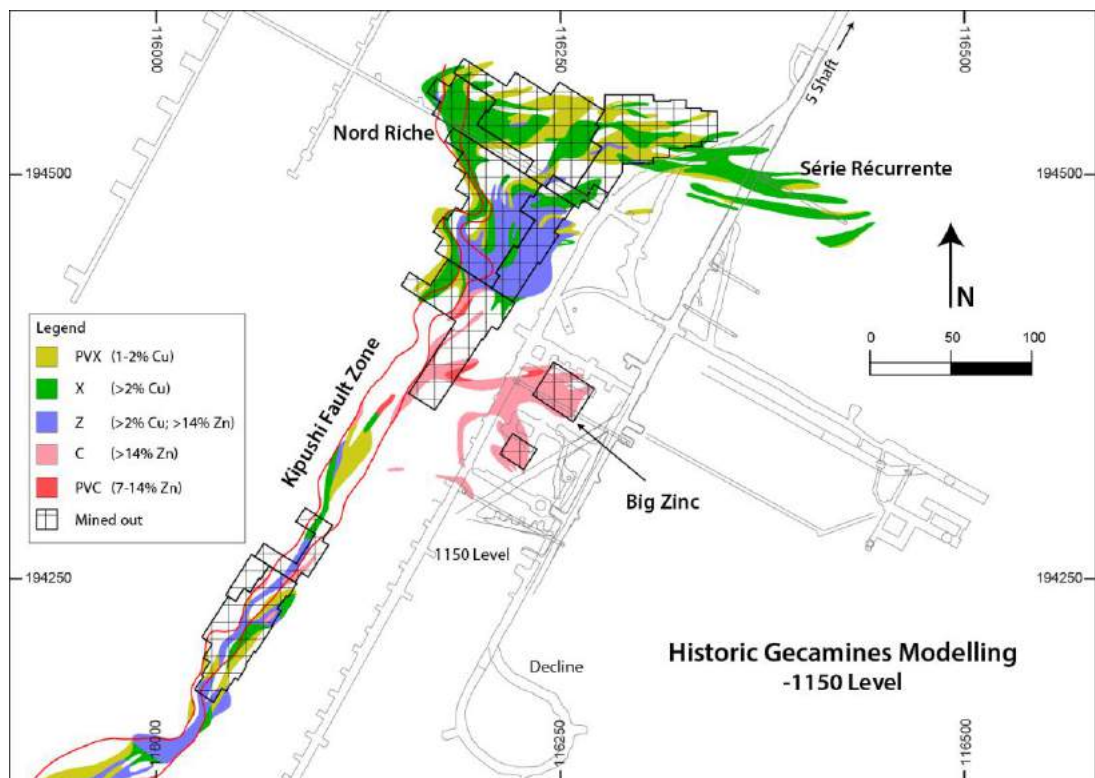 116000
116250
116500
5 Shaft
Nord Riche
194500
Série Récurrente
194500
N
0 50 100
Legend
PVX (1-2% Cu)
X (>2% Cu)
Z (>2% Cu; >14% Zn)
C (>14% Zn)
PVC (7-14% Zn)
Mined out
Kipushi Fault Zone
Big Zinc
1150 Level
194250
194250
Decline
Historic Gecamines Modelling
-1150 Level
116000
116250
116500